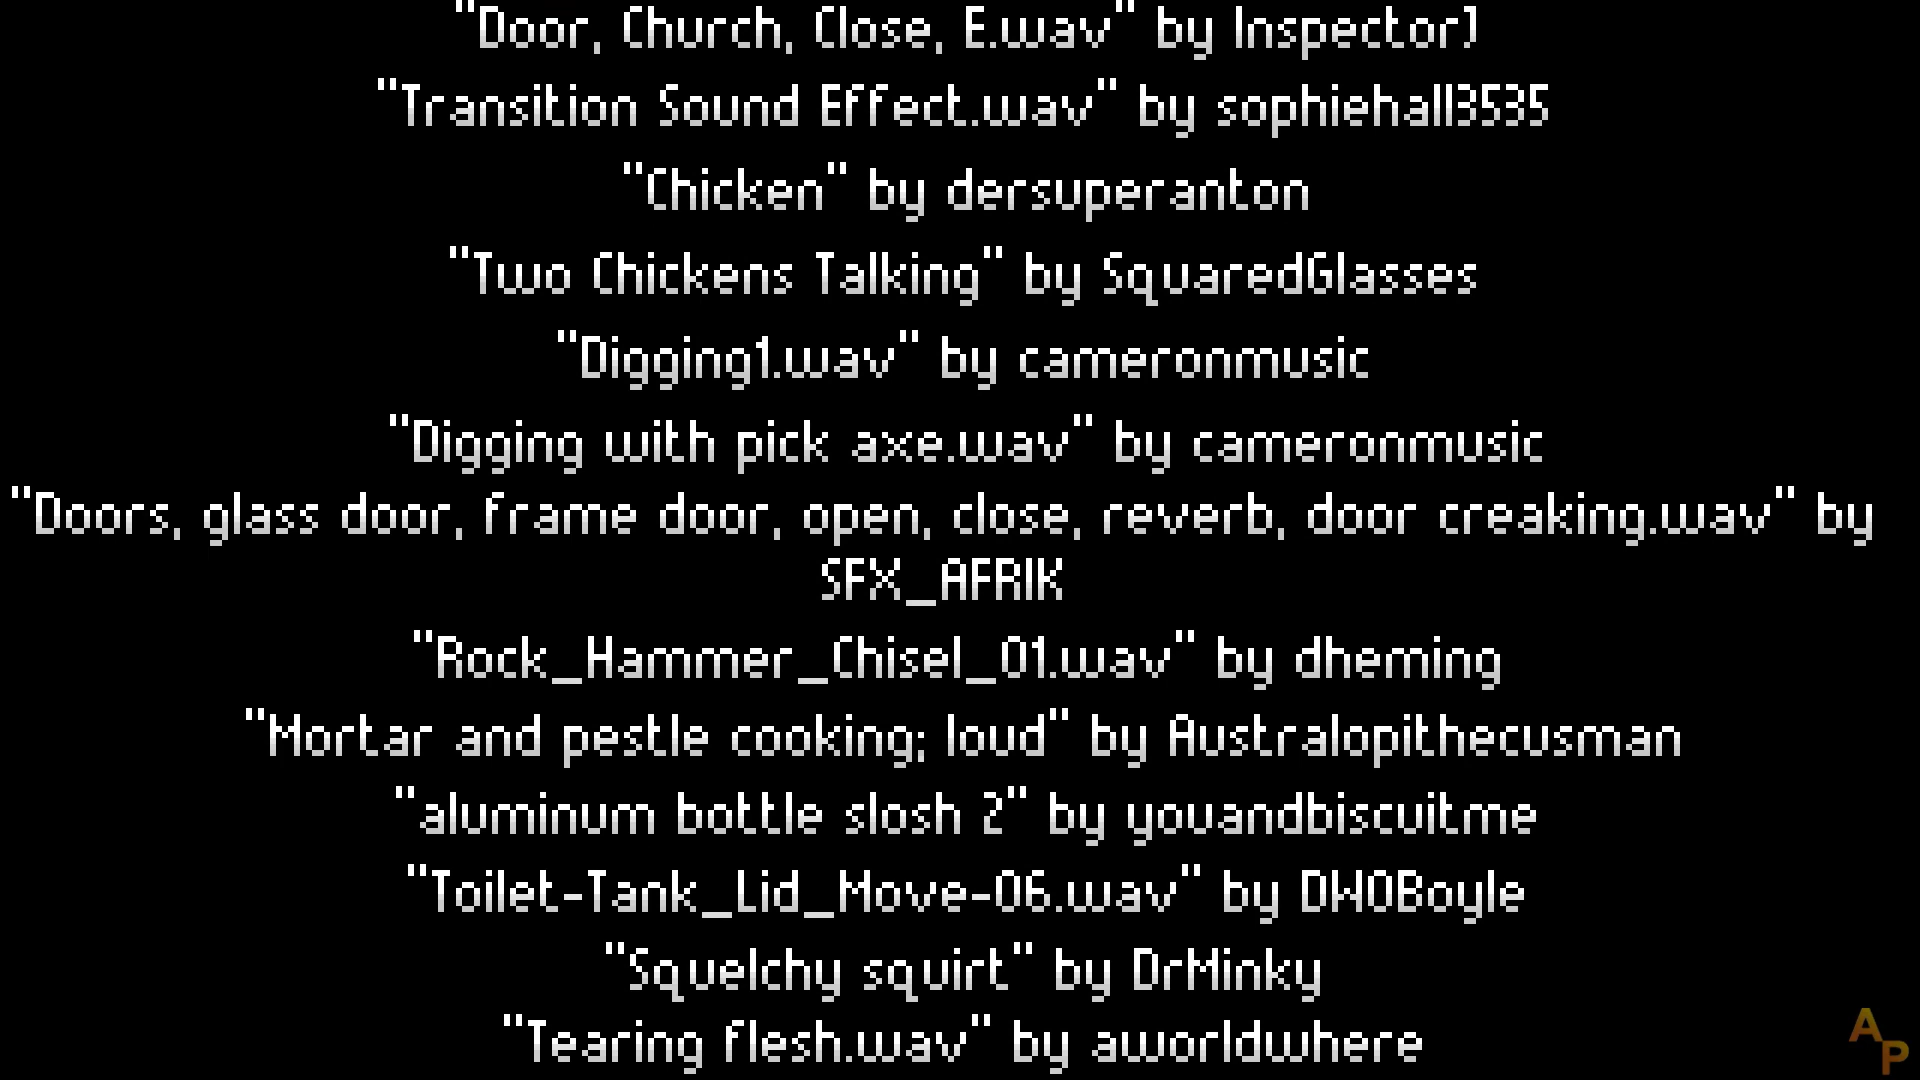 "Door, Church, Close, E.wav" by InspectorJ
"Transition Sound Effect.wav" by sophiehall3535
"Chicken" by dersuperanton
"Two Chickens Talking" by SquaredGlasses
"Digging1.wav" by cameronmusic
"Digging with pick axe.wav" by cameronmusic
"Doors, glass door, frame door, open, close, reverb, door creaking.wav" by
SFX_AFRIK
"Rock_Hammer_Chisel_01.wav" by dheming
"Mortar and pestle cooking; loud" by Australopithecusman
"aluminum bottle slosh 2" by youandbiscuitme
"Toilet-Tank_Lid_Move-06.wav" by DWOBoyle
"Squelchy squirt" by DrMinky
"Tearing flesh.wav" by aworldwhere
AP